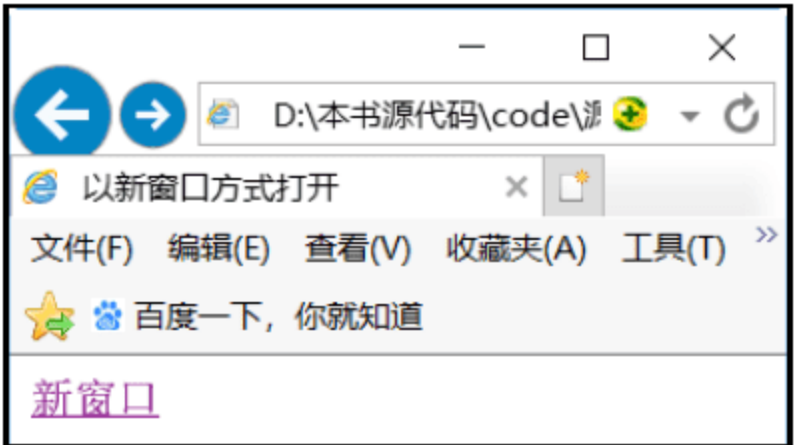 D:\本书源代码\code\源
以新窗口方式打开
文件(F) 编辑(E) 查看(V) 收藏夹(A) 工具(T)
百度一下，你就知道
新窗口